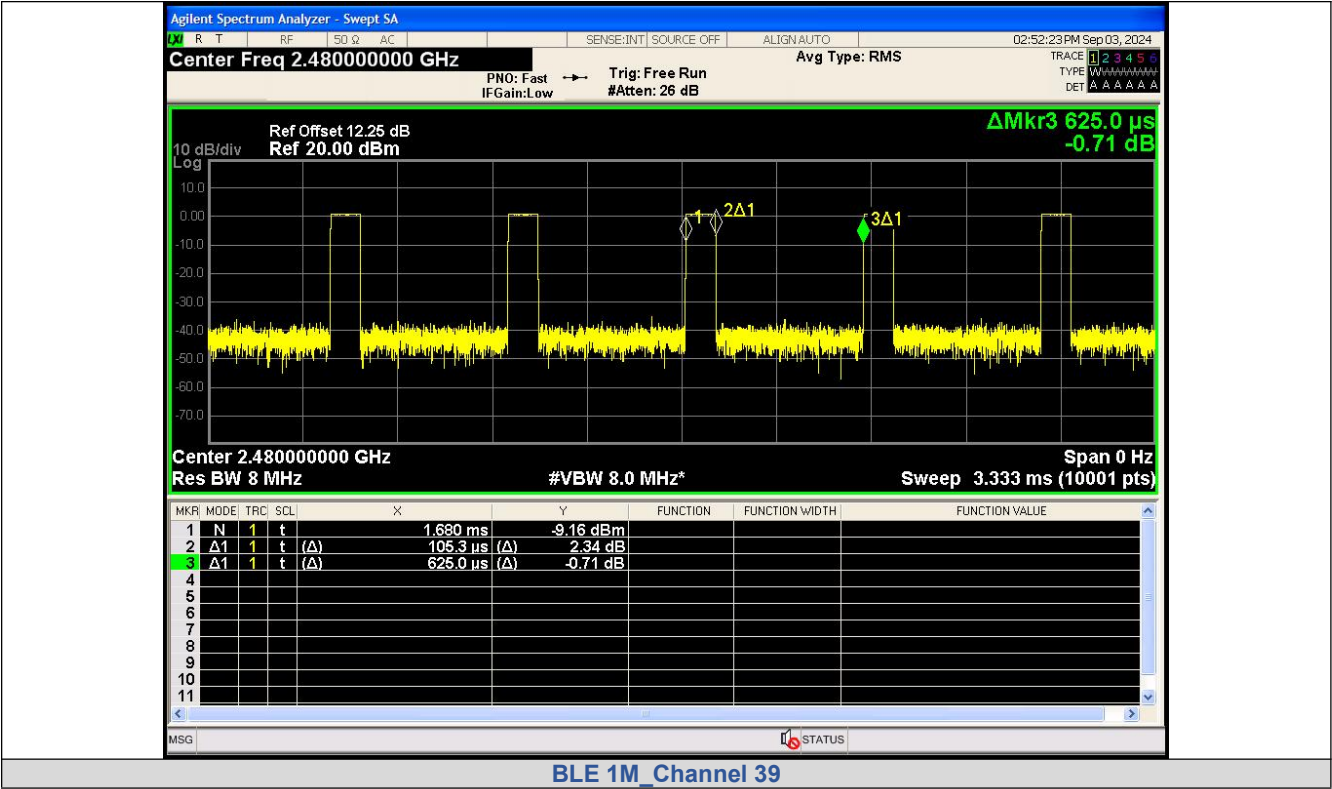 Agilent Spectrum Analyzer - Swept SA
LXI R T RF 50 Ω AC SENSE:INT SOURCE OFF ALIGN AUTO 02:52:23 PM Sep 03, 2024
Center Freq 2.480000000 GHz Avg Type: RMS TRACE 1 2 3 4 5 6
PNO: Fast Trig: Free Run TYPE W
IFGain:Low #Atten: 26 dB DET A A A A A A
ΔMkr3 625.0 µs
Ref Offset 12.25 dB
10 dB/div Ref 20.00 dBm -0.71 dB
Log
10.0
0.00
1 2Δ1 3Δ1
-10.0
-20.0
-30.0
-40.0
-50.0
-60.0
-70.0
Center 2.480000000 GHz Span 0 Hz
Res BW 8 MHz #VBW 8.0 MHz* Sweep 3.333 ms (10001 pts)
MKR MODE TRC SCL X Y FUNCTION FUNCTION WIDTH FUNCTION VALUE
1 N 1 t 1.680 ms -9.16 dBm
2 Δ1 1 t (Δ) 105.3 µs (Δ) 2.34 dB
3 Δ1 1 t (Δ) 625.0 µs (Δ) -0.71 dB
4
5
6
7
8
9
10
11
MSG STATUS
BLE 1M_Channel 39